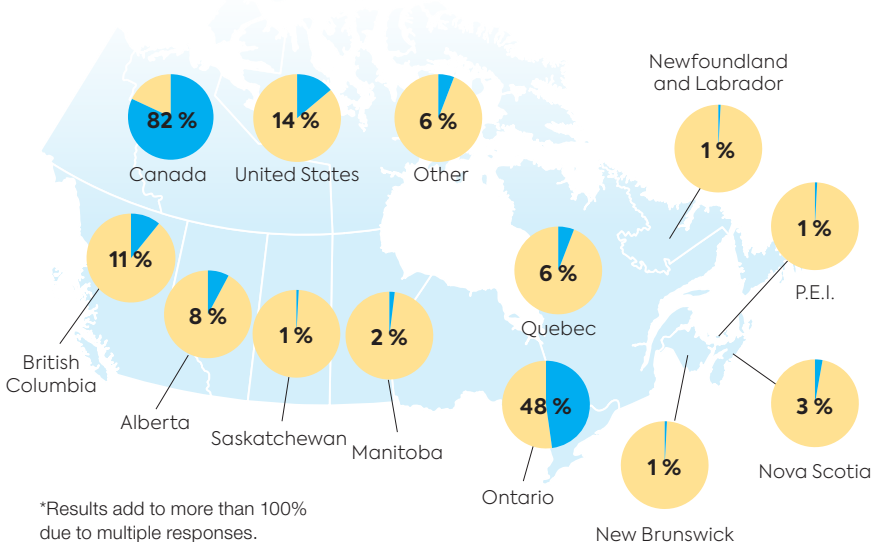 82 %
Canada
14 %
United States
6 %
Other
Newfoundland
and Labrador
1 %
1 %
P.E.I.
11 %
British
Columbia
8 %
Alberta
1 %
Saskatchewan
2 %
Manitoba
6 %
Quebec
48 %
Ontario
1 %
New Brunswick
3 %
Nova Scotia
*Results add to more than 100%
due to multiple responses.